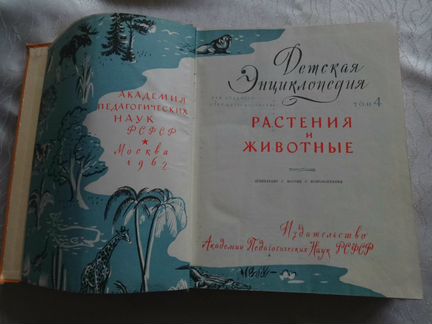 АКАДЕМИЯ
ПЕДАГОГИЧЕСКИХ
НАУК
РСФСР
Москва
1962
Детская
Энциклопедия
том 4
РАСТЕНИЯ
И
ЖИВОТНЫЕ
Издательство
Академии Педагогических Наук РСФСР